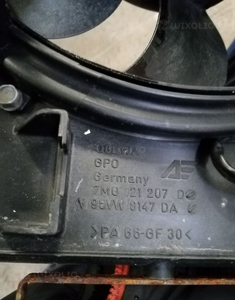 GPO
Germany
7M0 121 207 D
95VW 8147 DA
>PA 66-GF 30<